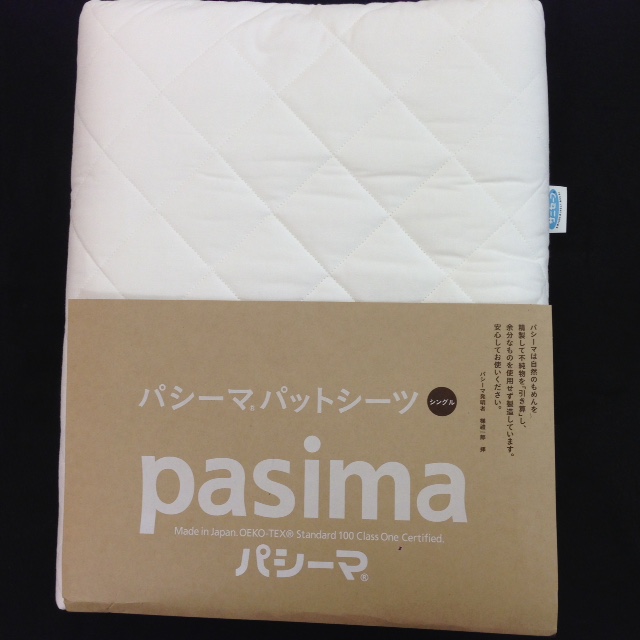 パシーマ®パットシーツ
シングル
pasima
Made in Japan. OEKO-TEX® Standard 100 Class One Certified.
パシーマ®
パシーマは自然のもめんを
精製して不純物を「引き算」し、
余分なものを使用せず製造しています。
安心してお使いください。
パシーマ発明者